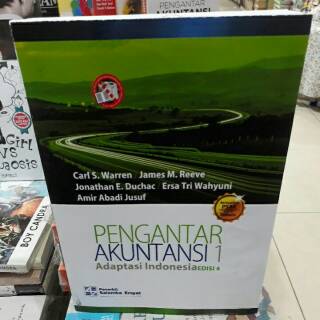 PENGANTAR
AKUNTANSI
Carl S. Warren James M. Reeve
Jonathan E. Duchac Ersa Tri Wahyuni
Amir Abadi Jusuf
PENGANTAR
AKUNTANSI 1
Adaptasi Indonesia EDISI 4
Penerbit
Salemba Empat
BOY CANDRA